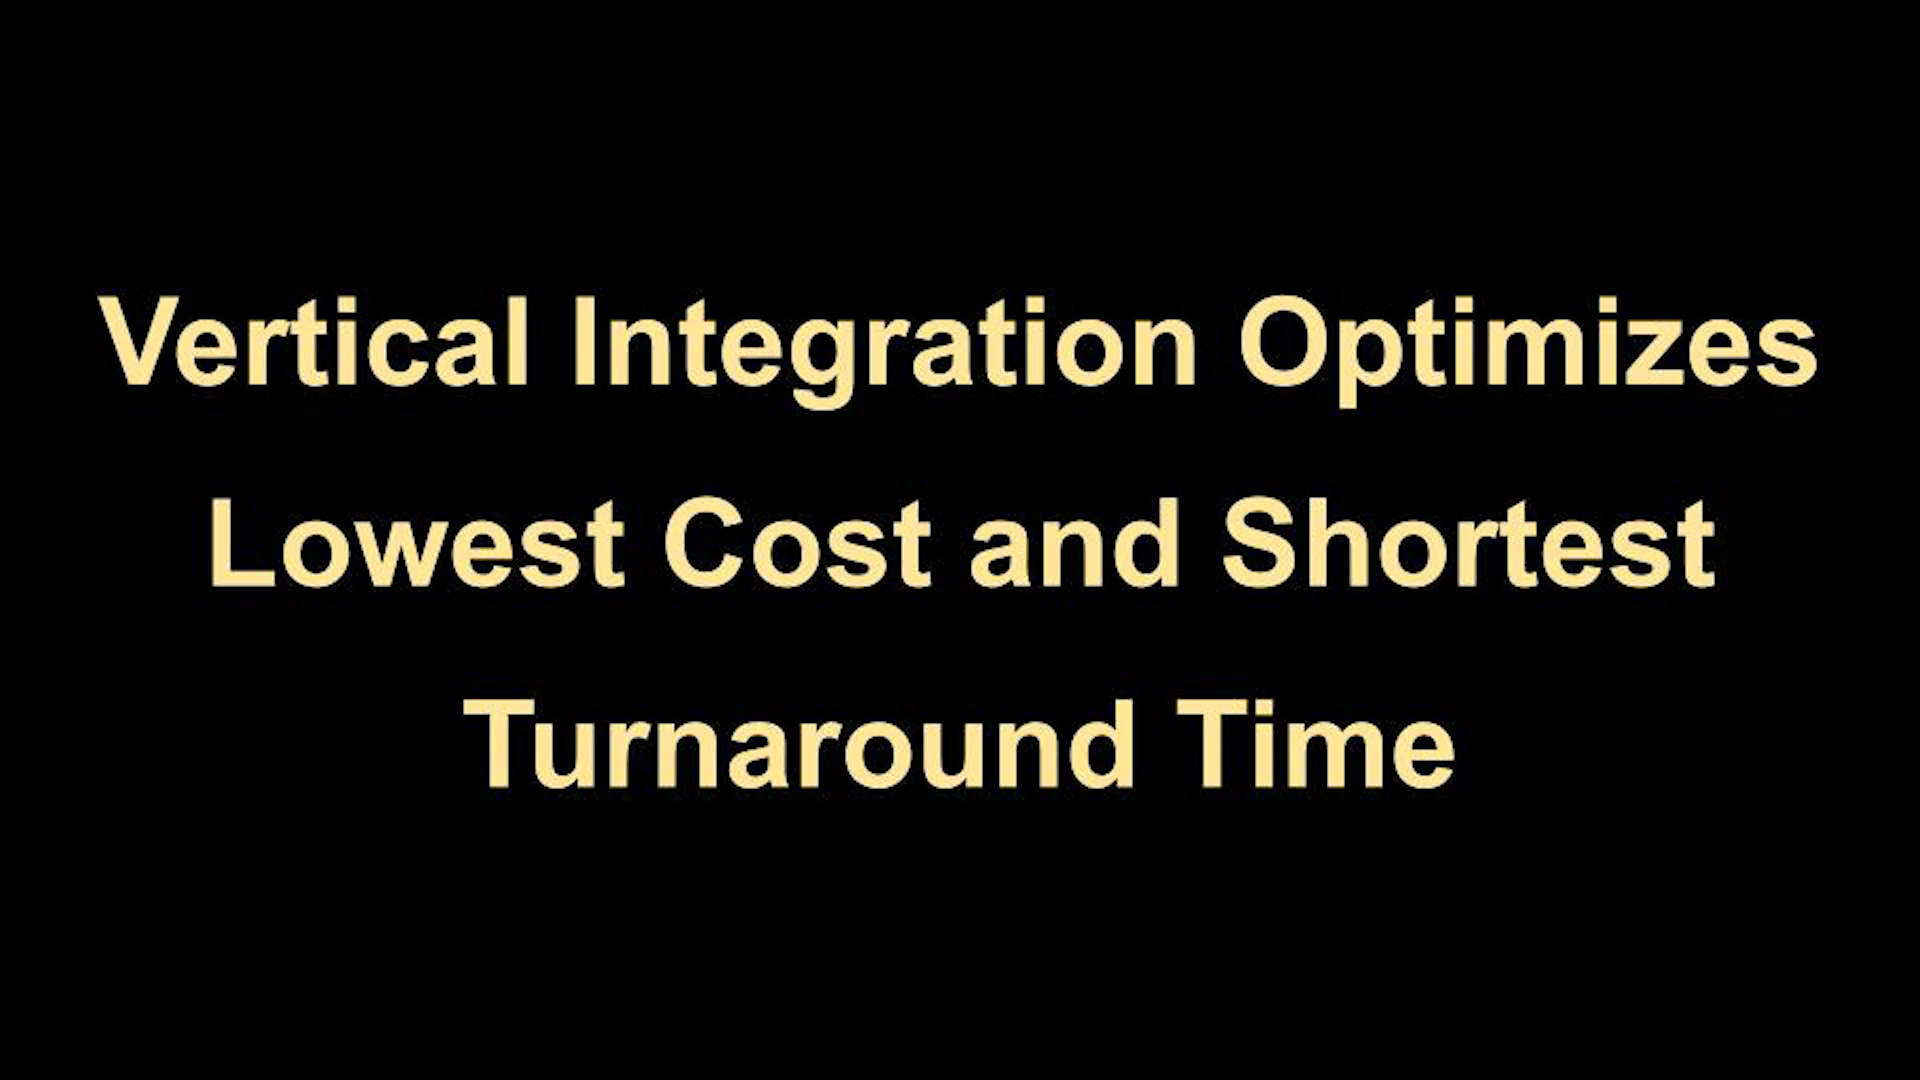 Vertical Integration Optimizes
Lowest Cost and Shortest
Turnaround Time